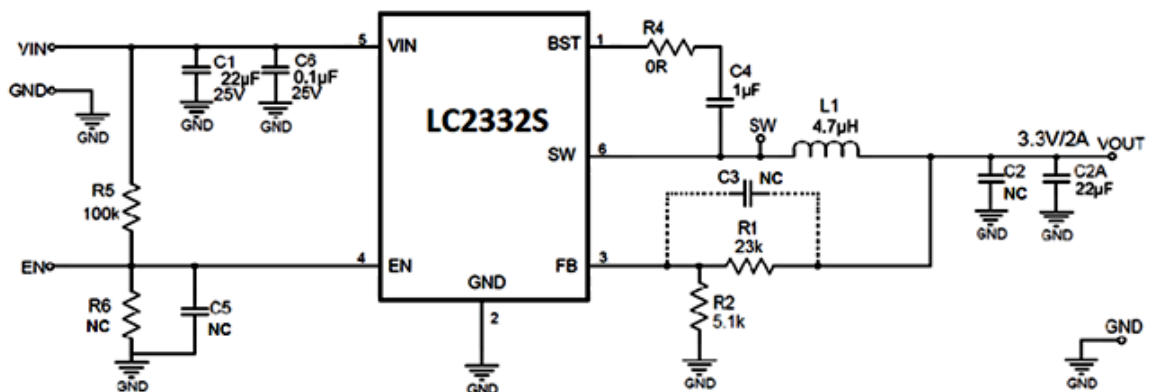 VIN
GND
GND
C1
22µF
25V
GND
C6
0.1µF
25V
GND
R5
100k
EN
R6
NC
C5
NC
GND
5
VIN
4
EN
LC2332S
BST
1
SW
6
FB
3
GND
2
GND
R4
0R
C4
1µF
SW
L1
4.7µH
C3
NC
R1
23k
R2
5.1k
GND
3.3V/2A
VOUT
C2
NC
GND
C2A
22µF
GND
GND
GND